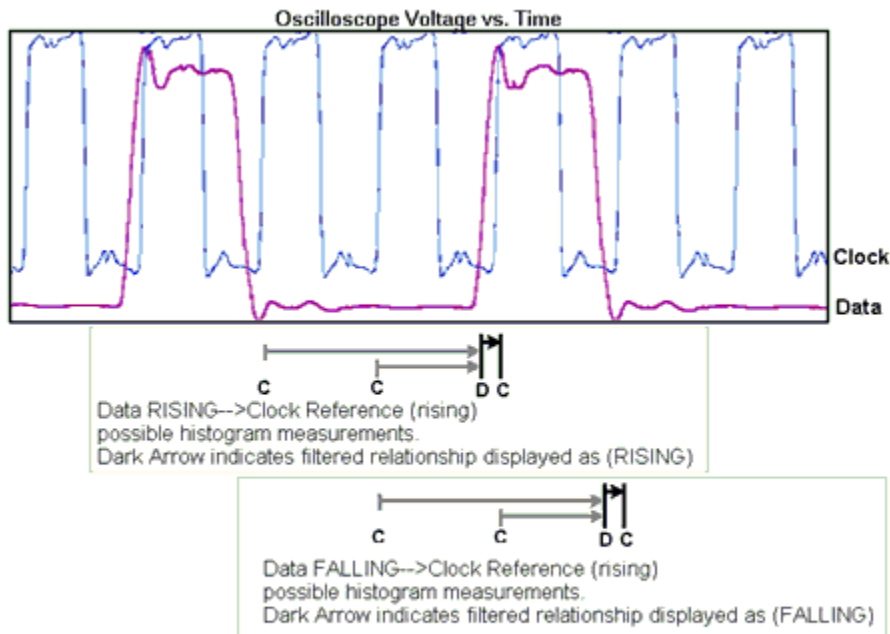 Oscilloscope Voltage vs. Time
Clock
Data
C C D C
Data RISING-->Clock Reference (rising)
possible histogram measurements.
Dark Arrow indicates filtered relationship displayed as (RISING)
C C D C
Data FALLING-->Clock Reference (rising)
possible histogram measurements.
Dark Arrow indicates filtered relationship displayed as (FALLING)